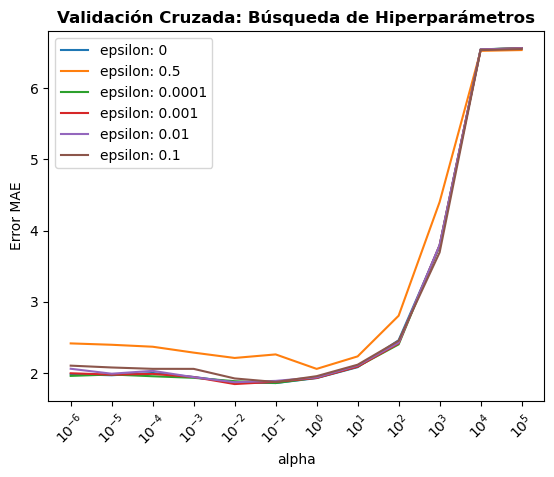 Validación Cruzada: Búsqueda de Hiperparámetros
epsilon: 0
epsilon: 0.5
epsilon: 0.0001
epsilon: 0.001
epsilon: 0.01
epsilon: 0.1
Error MAE
6
5
4
3
2
10⁻⁶ 10⁻⁵ 10⁻⁴ 10⁻³ 10⁻² 10⁻¹ 10⁰ 10¹ 10² 10³ 10⁴ 10⁵
alpha